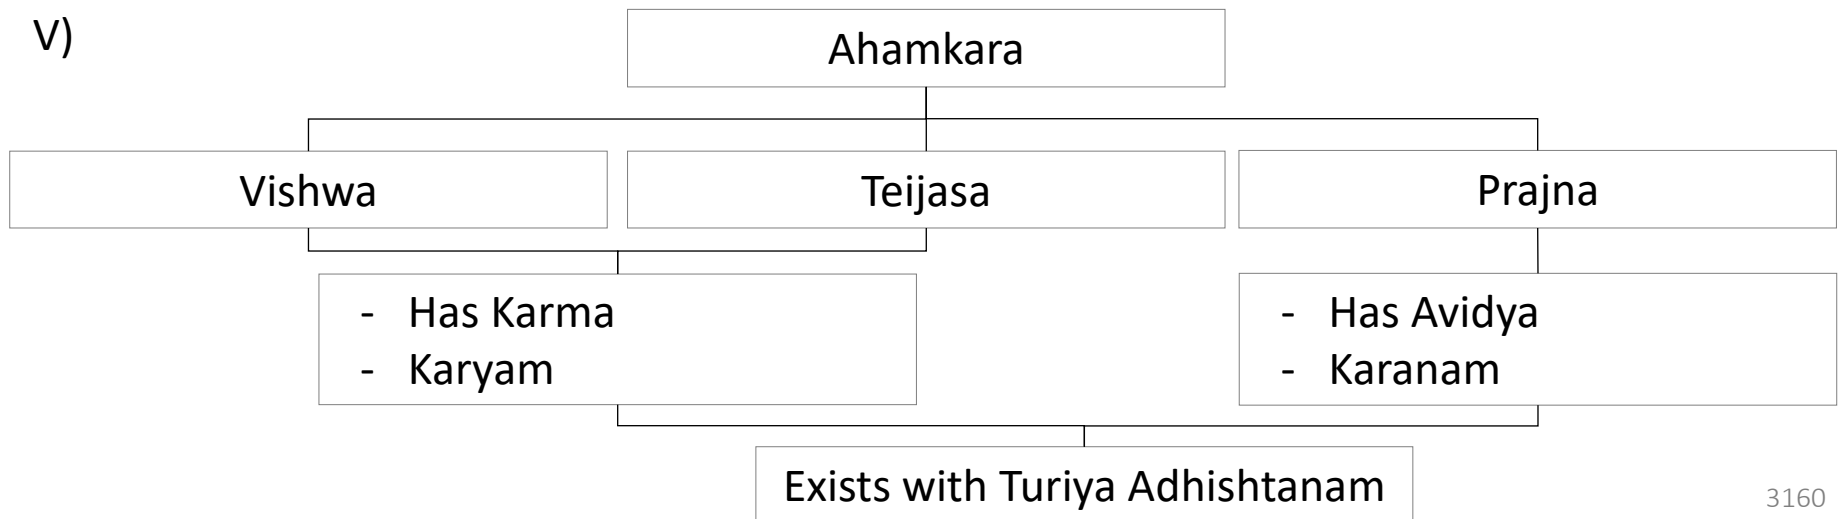 V)
Ahamkara
Vishwa
Teijasa
Prajna
- Has Karma
- Karyam
- Has Avidya
- Karanam
Exists with Turiya Adhishtanam
3160